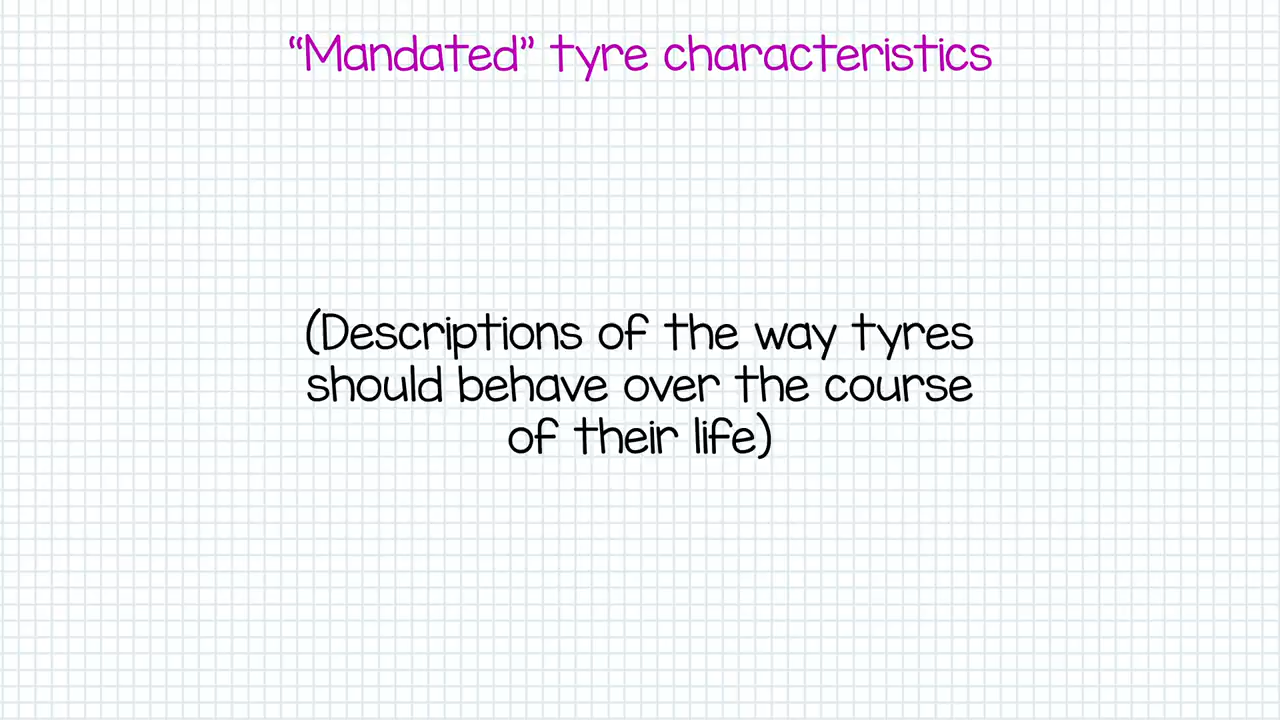 “Mandated” tyre characteristics
(Descriptions of the way tyres
should behave over the course
of their life)